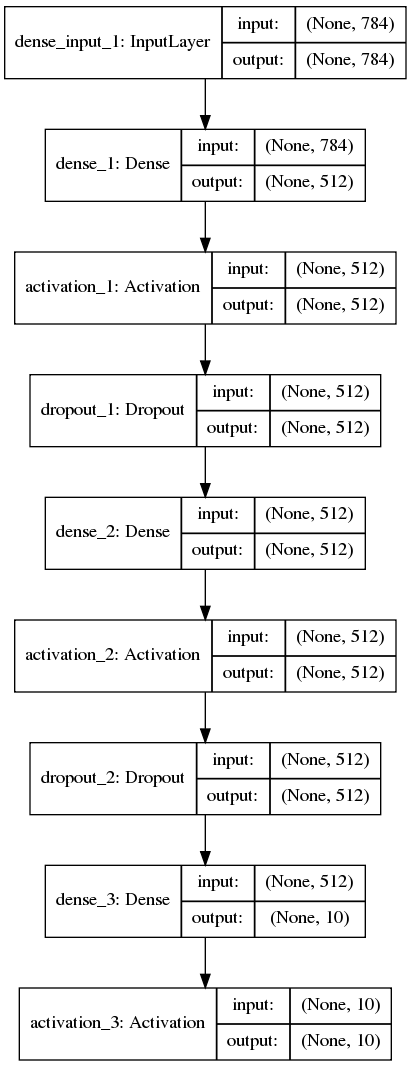 dense_input_1: InputLayer
input: (None, 784)
output: (None, 784)
dense_1: Dense
input: (None, 784)
output: (None, 512)
activation_1: Activation
input: (None, 512)
output: (None, 512)
dropout_1: Dropout
input: (None, 512)
output: (None, 512)
dense_2: Dense
input: (None, 512)
output: (None, 512)
activation_2: Activation
input: (None, 512)
output: (None, 512)
dropout_2: Dropout
input: (None, 512)
output: (None, 512)
dense_3: Dense
input: (None, 512)
output: (None, 10)
activation_3: Activation
input: (None, 10)
output: (None, 10)